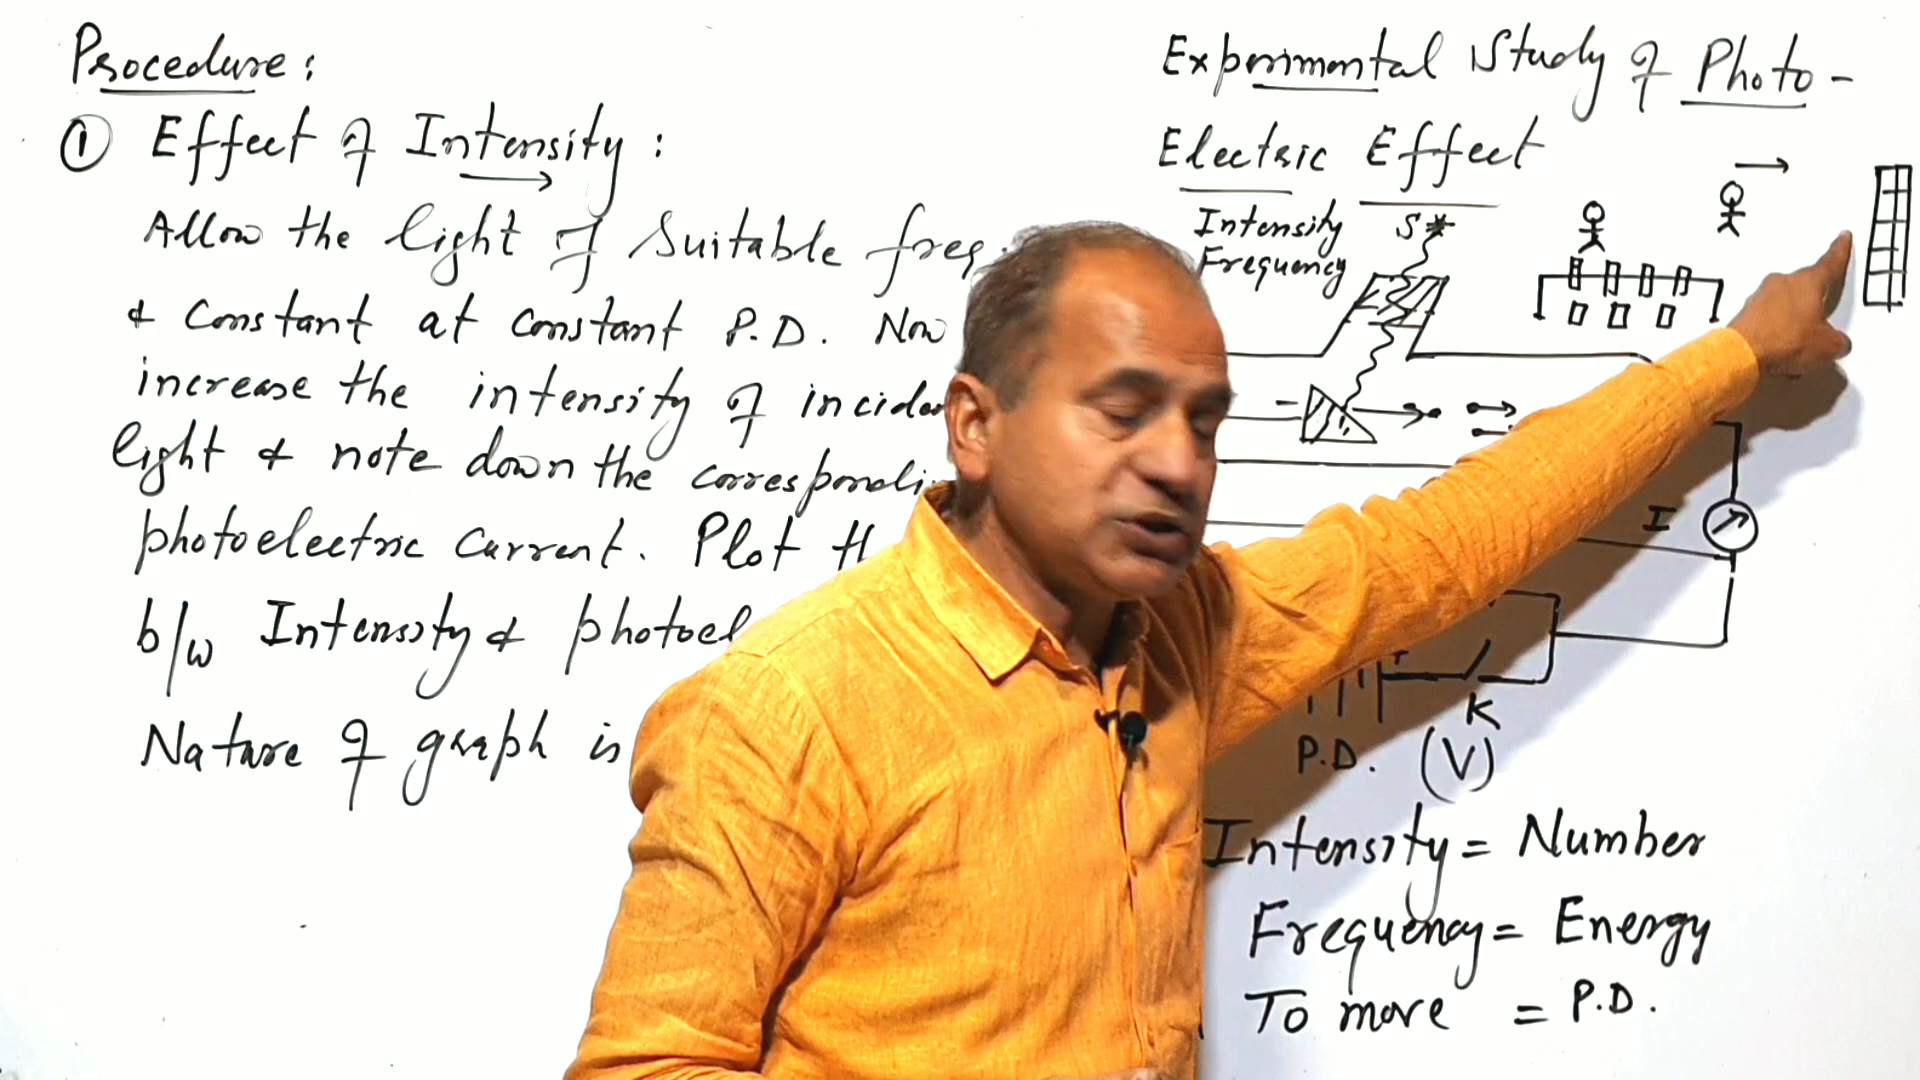 Procedure:
① Effect of Intensity:
Allow the light of suitable freq
& constant at constant P.D. Now
increase the intensity of incident
light & note down the correspondi
photoelectric current. Plot th
b/w Intensity & photoel
Nature of graph is
Experimental Study of Photo-
Electric Effect
Intensity
Frequency
S
I
K
P.D. (V)
Intensity = Number
Frequency = Energy
To move = P.D.